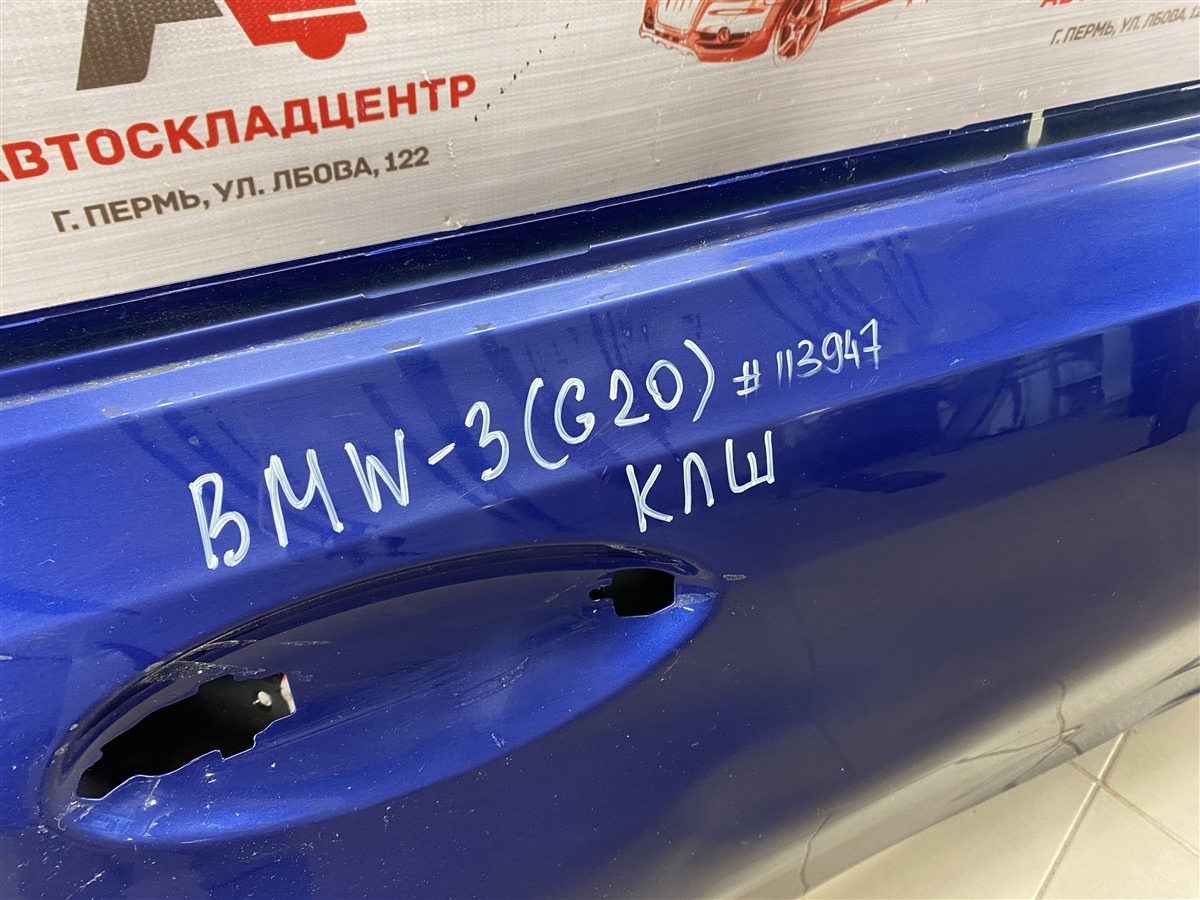 АВТОСКЛАДЦЕНТР
Г. ПЕРМЬ, УЛ. ЛБОВА, 122
Г. ПЕРМЬ, УЛ. ЛБОВА,
BMW-3(G20) # 113947
КЛШ